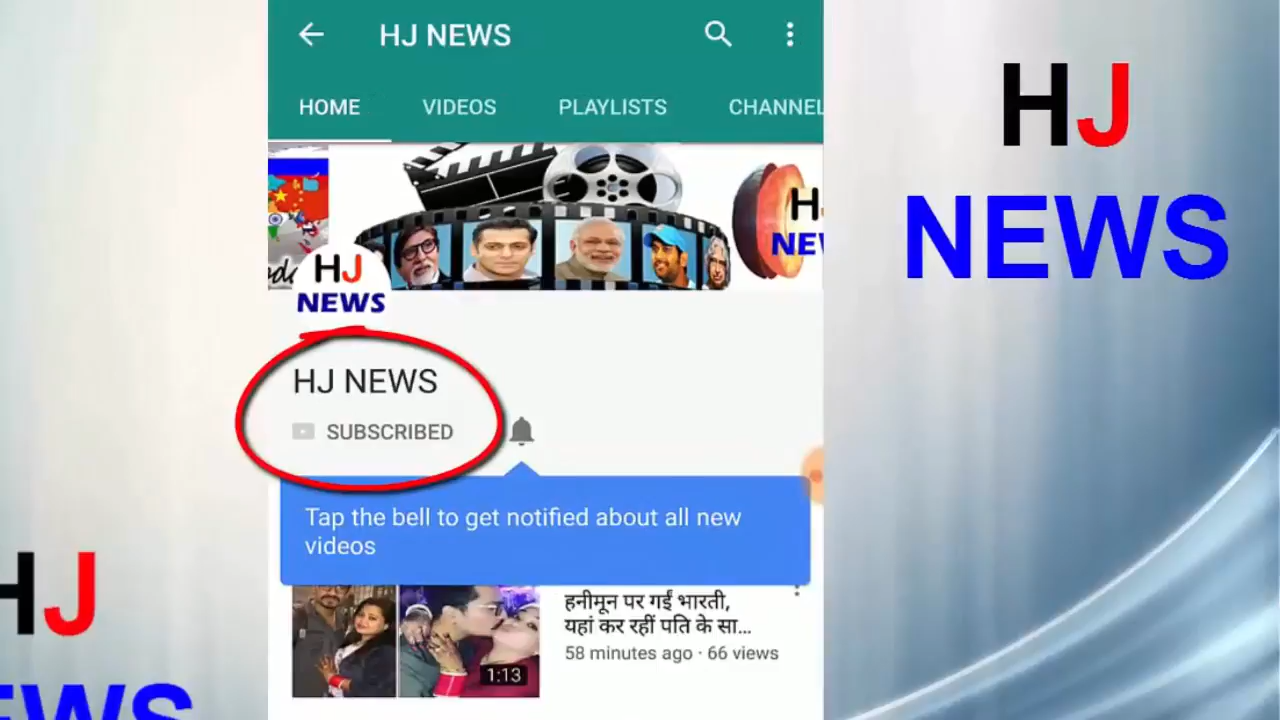 HJ NEWS
HOME VIDEOS PLAYLISTS CHANNEL
HJ
NEWS
HJ NEWS
SUBSCRIBED
Tap the bell to get notified about all new
videos
हनीमून पर गईं भारती,
यहां कर रहीं पति के सा...
58 minutes ago · 66 views
1:13
HJ
NEWS
HJ